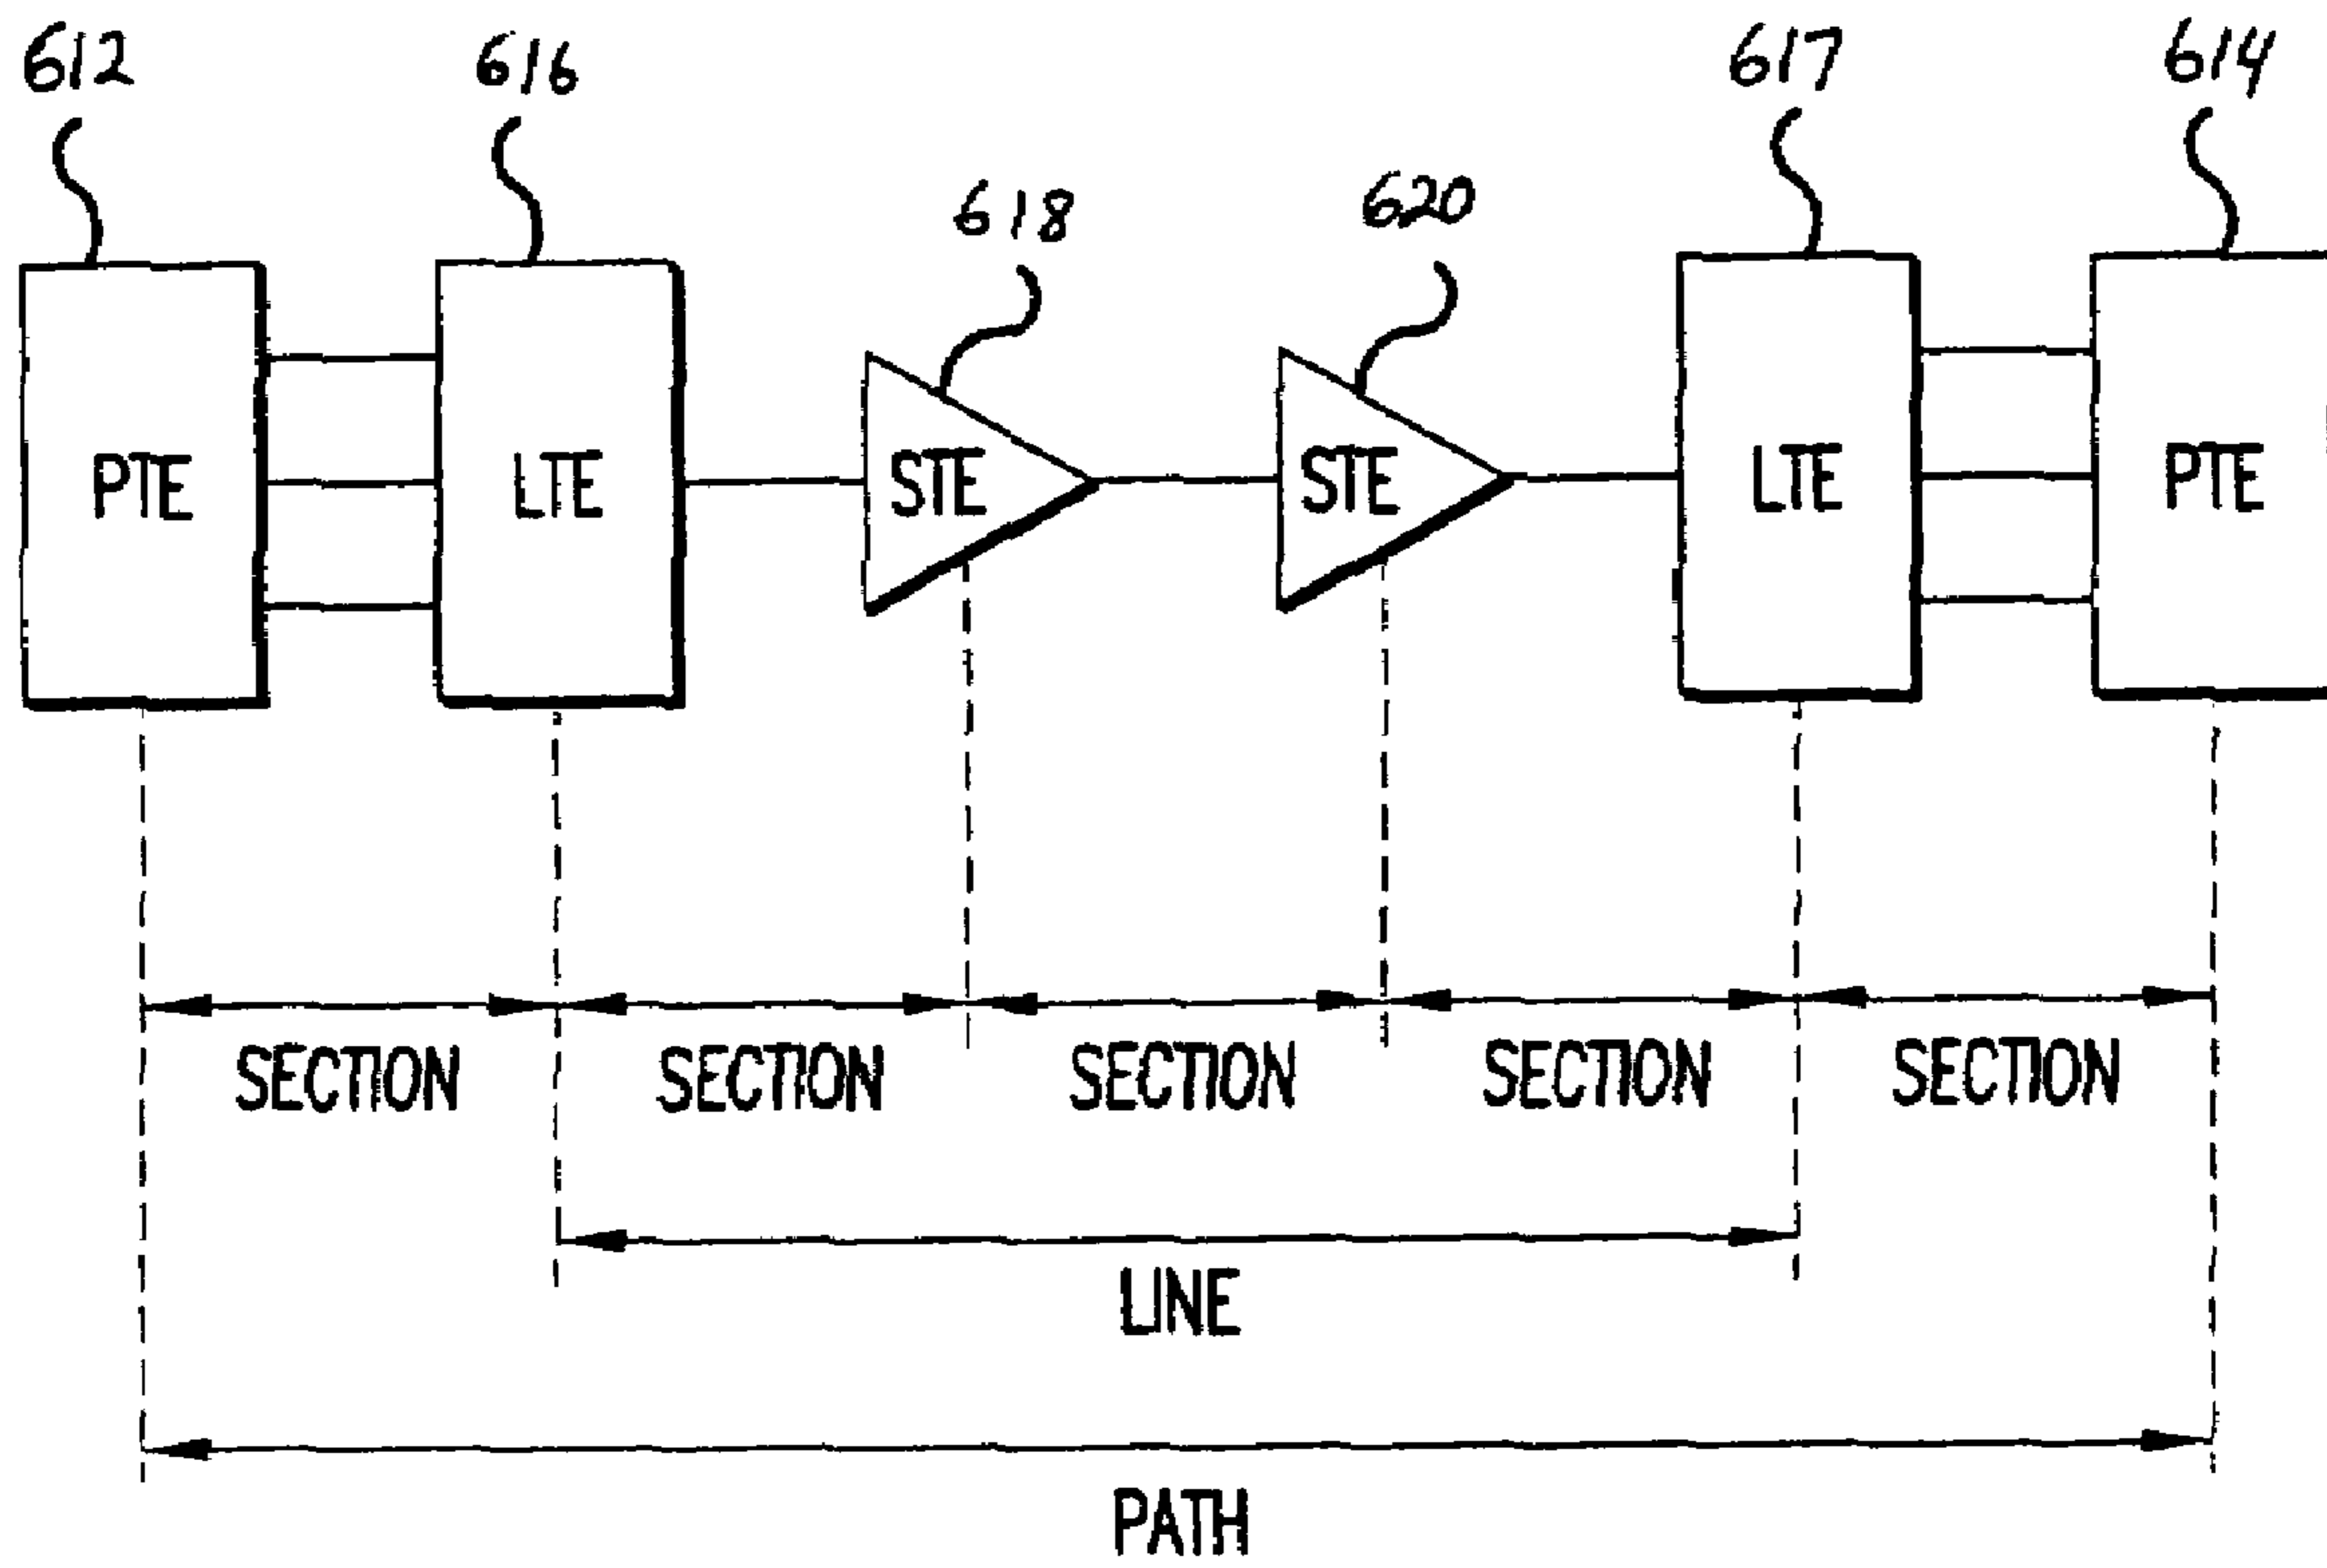 612 616 618 620 617 614
PTE LTE STE STE LTE PTE
SECTION SECTION SECTION SECTION SECTION
LINE
PATH